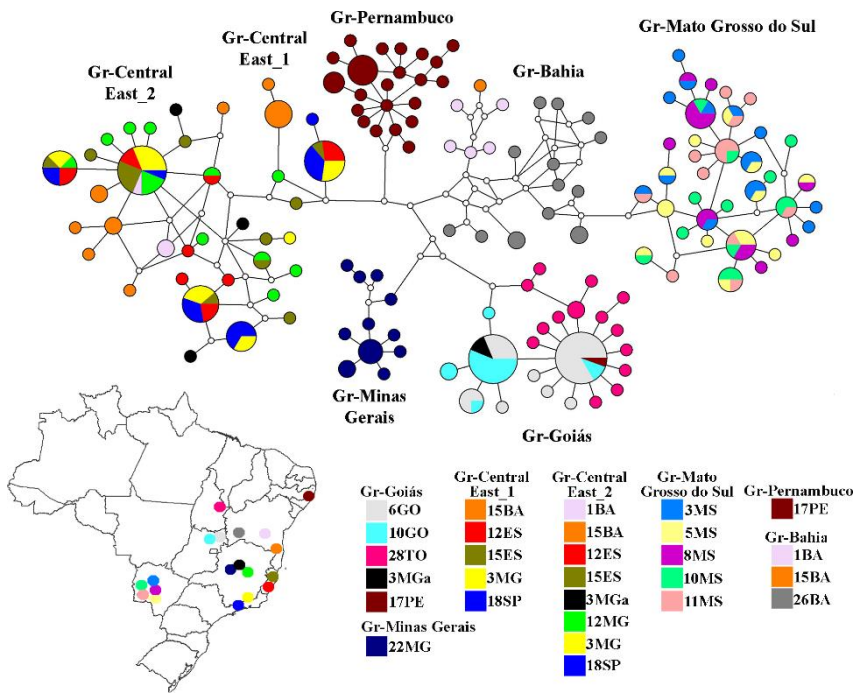 Gr-Pernambuco
Gr-Central
East_1
Gr-Mato Grosso do Sul
Gr-Central
East_2
Gr-Bahia
Gr-Minas
Gerais
Gr-Goiás
Gr-Goiás
6GO
10GO
28TO
3MGa
17PE
Gr-Minas Gerais
22MG
Gr-Central
East_1
15BA
12ES
15ES
3MG
18SP
Gr-Central
East_2
1BA
15BA
12ES
15ES
3MGa
12MG
3MG
18SP
Gr-Mato
Grosso do Sul
3MS
5MS
8MS
10MS
11MS
Gr-Pernambuco
17PE
Gr-Bahia
1BA
15BA
26BA